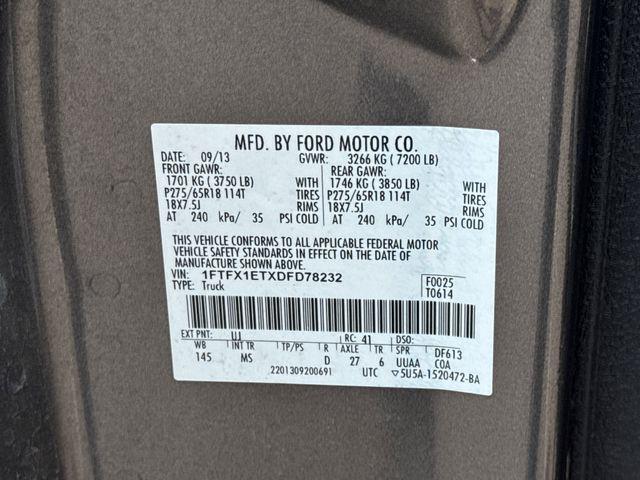 MFD. BY FORD MOTOR CO.
DATE: 09/13 GVWR: 3266 KG ( 7200 LB)
FRONT GAWR: REAR GAWR:
1701 KG ( 3750 LB) WITH 1746 KG ( 3850 LB) WITH
P275/65R18 114T TIRES P275/65R18 114T TIRES
18X7.5J RIMS 18X7.5J RIMS
AT 240 kPa/ 35 PSI COLD AT 240 kPa/ 35 PSI COLD
THIS VEHICLE CONFORMS TO ALL APPLICABLE FEDERAL MOTOR
VEHICLE SAFETY STANDARDS IN EFFECT ON THE DATE OF
MANUFACTURE SHOWN ABOVE.
VIN: 1FTFX1ETXDFD78232 F0025
TYPE: Truck T0614
EXT PNT: UJ RC: 41 DSO:
WB INT TR TP/PS R AXLE TR SPR DF613
145 MS D 27 6 UUAA COA
2201309200691 UTC ▽5U5A-1520472-BA